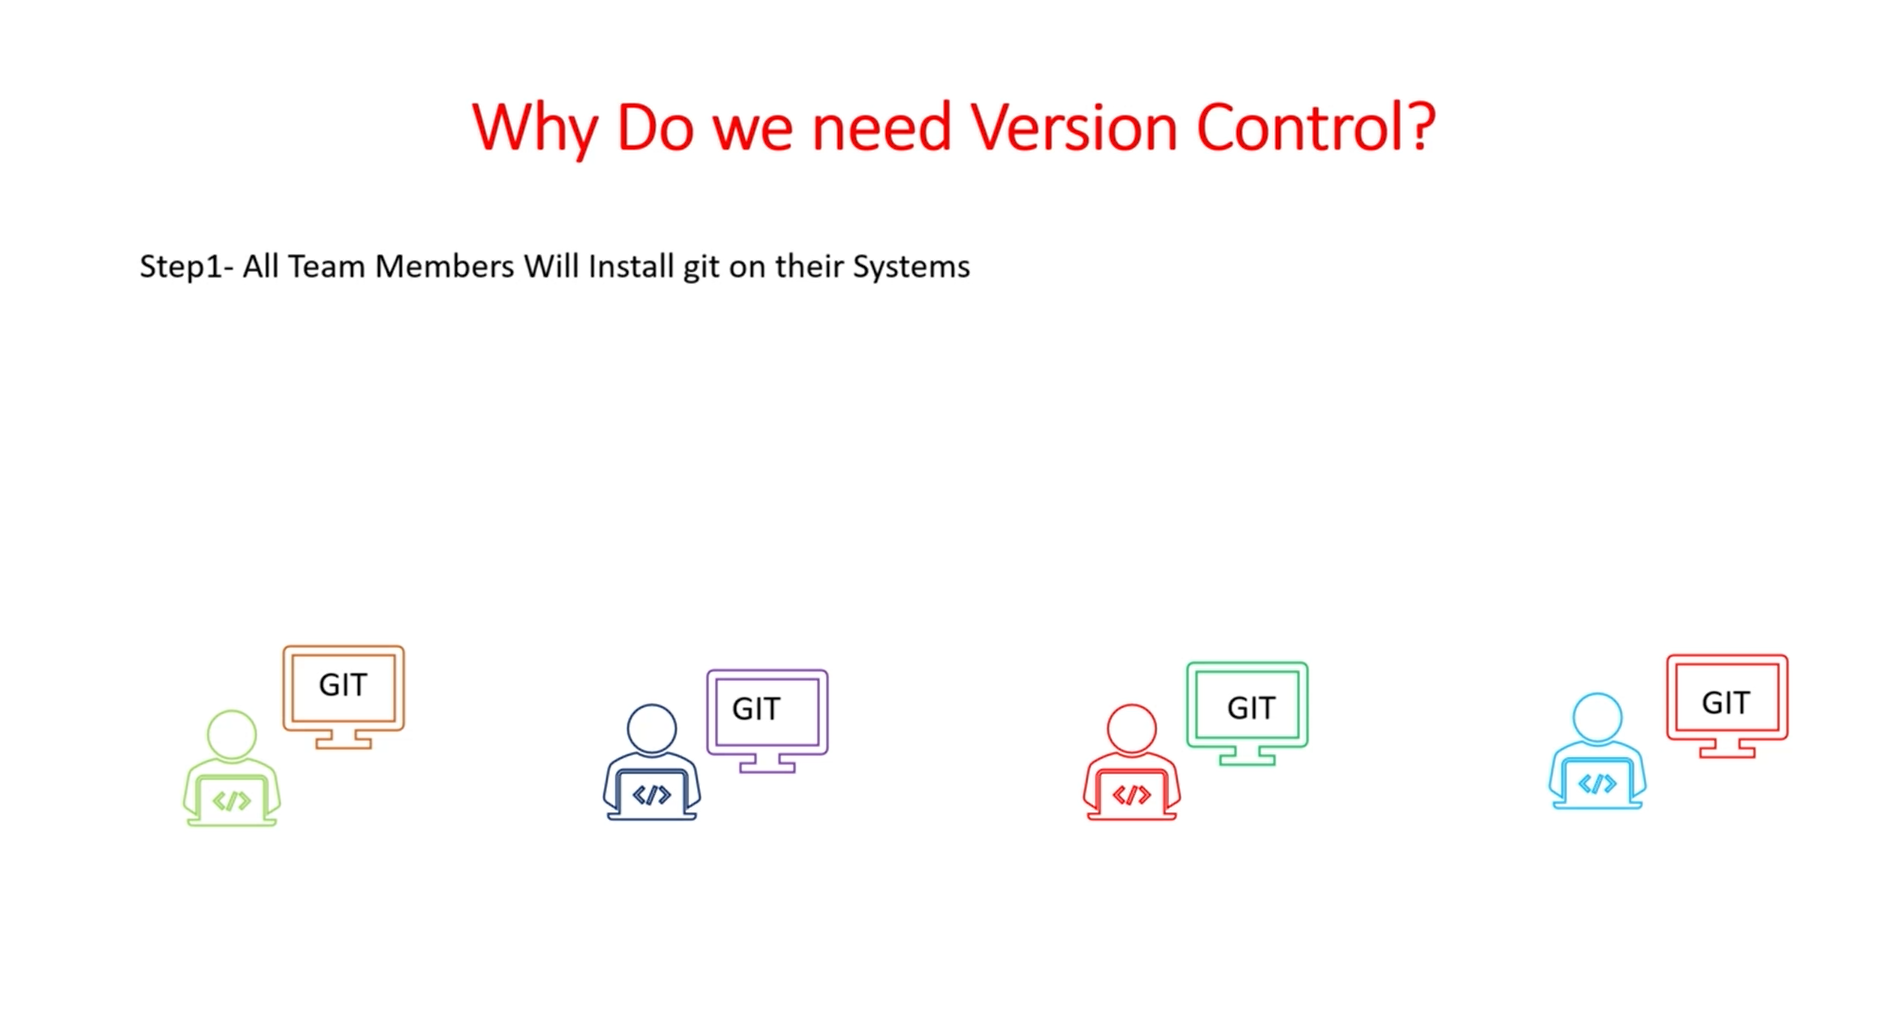 Why Do we need Version Control?
Step1- All Team Members Will Install git on their Systems
GIT
GIT
GIT
GIT
</>
</>
</>
</>